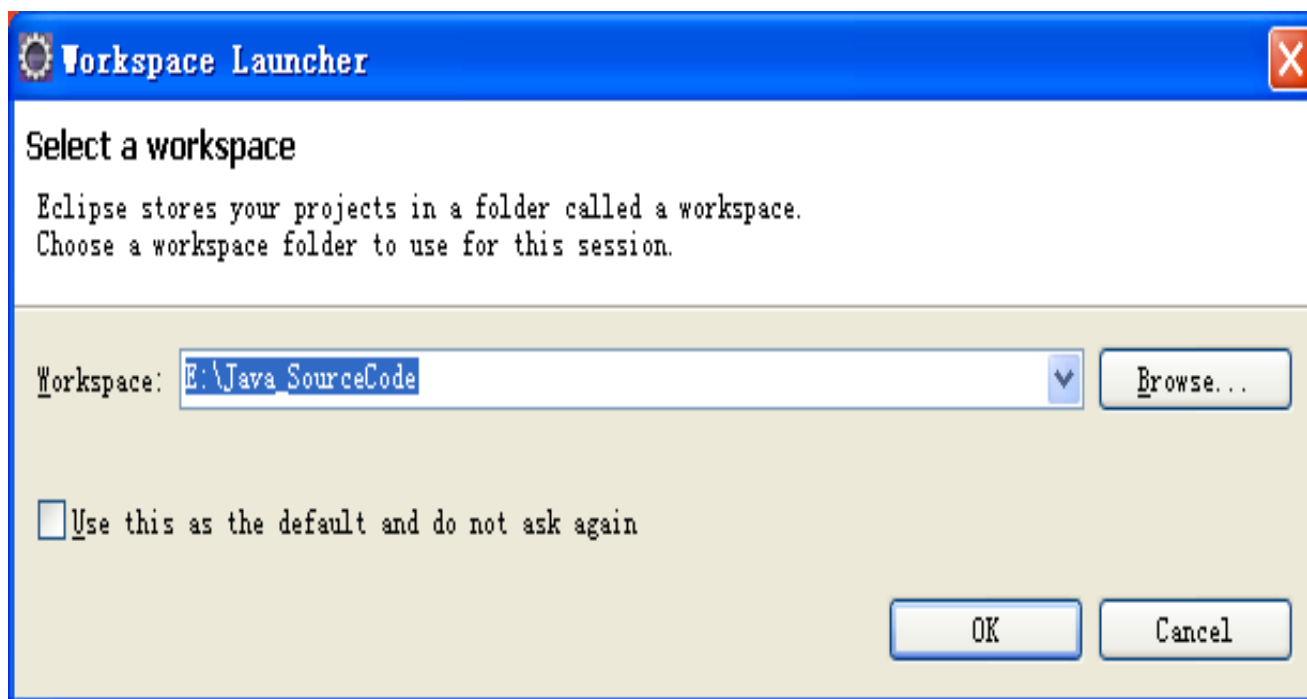 Workspace Launcher
Select a workspace
Eclipse stores your projects in a folder called a workspace.
Choose a workspace folder to use for this session.
Workspace: E:\Java_SourceCode Browse...
Use this as the default and do not ask again
OK Cancel